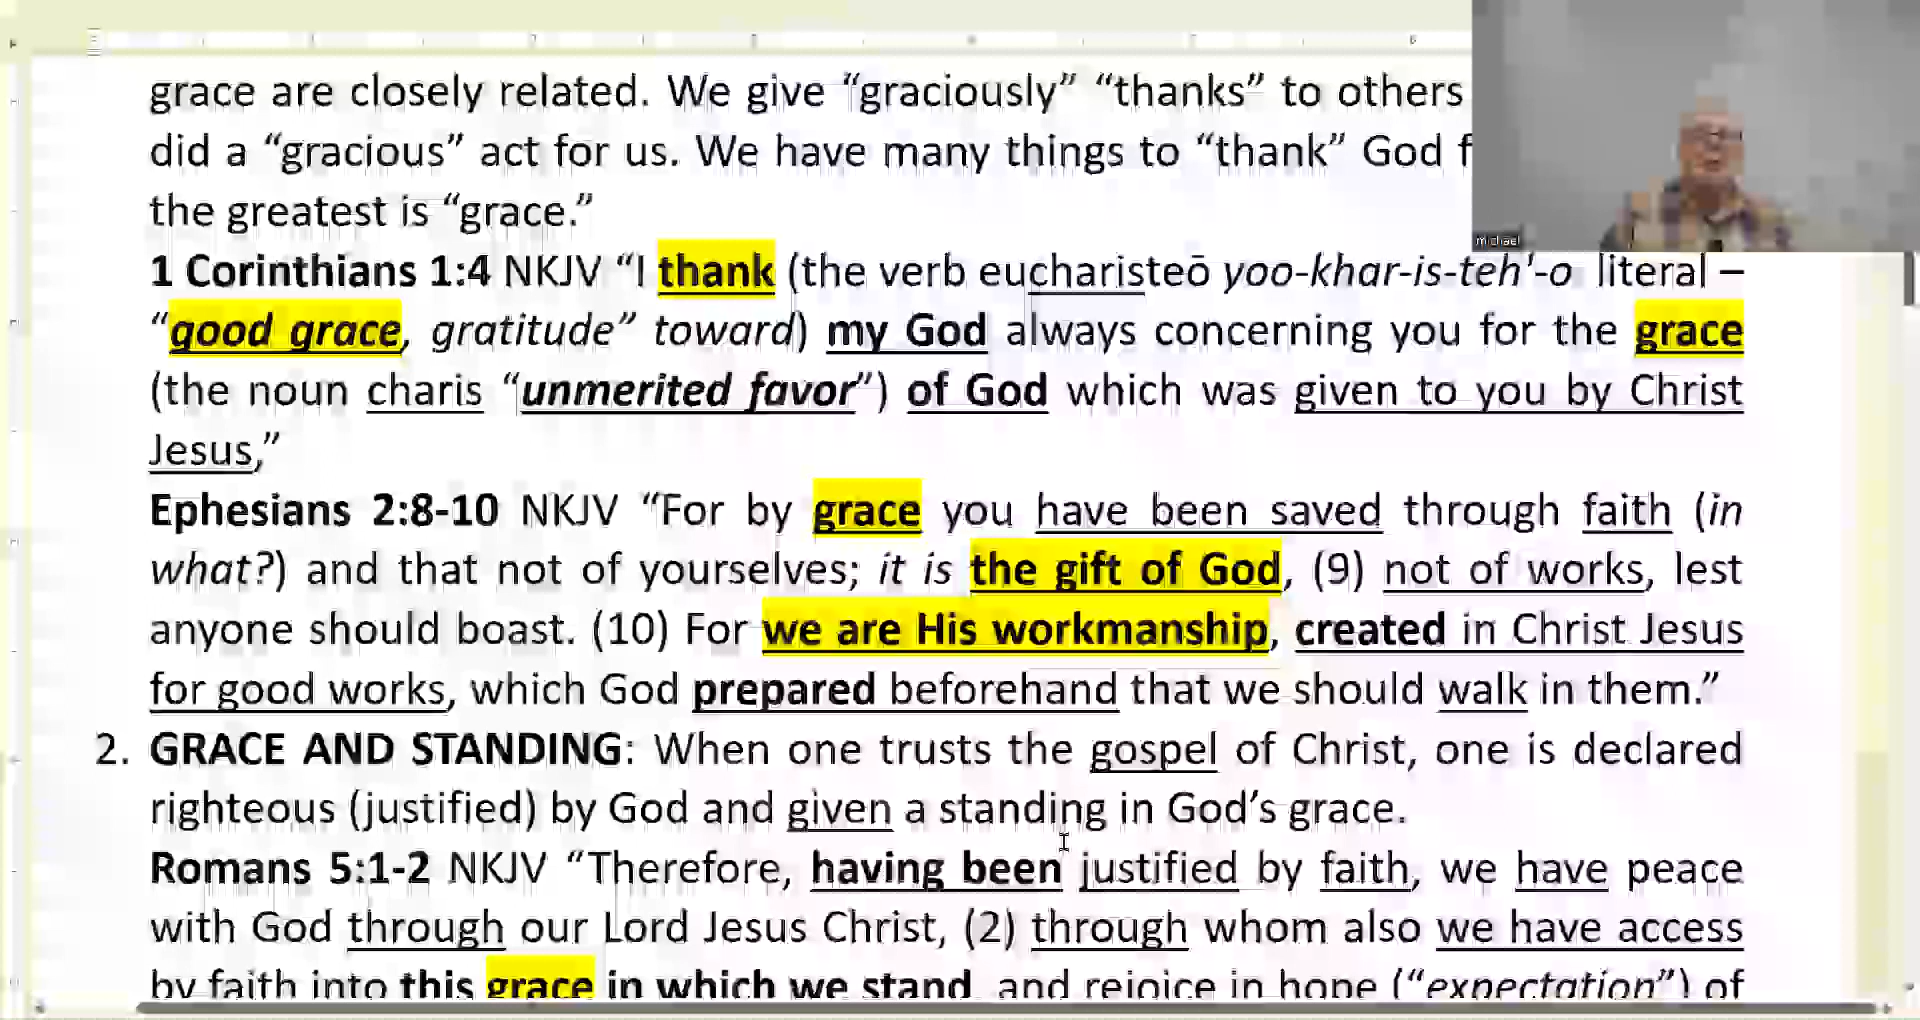 grace are closely related. We give “graciously” “thanks” to others
did a “gracious” act for us. We have many things to “thank” God f
the greatest is “grace.”
michael
1 Corinthians 1:4 NKJV “I thank (the verb eucharisteō yoo-khar-is-teh'-o literal –
“good grace, gratitude” toward) my God always concerning you for the grace
(the noun charis “unmerited favor”) of God which was given to you by Christ
Jesus,”
Ephesians 2:8-10 NKJV “For by grace you have been saved through faith (in
what?) and that not of yourselves; it is the gift of God, (9) not of works, lest
anyone should boast. (10) For we are His workmanship, created in Christ Jesus
for good works, which God prepared beforehand that we should walk in them.”
2. GRACE AND STANDING: When one trusts the gospel of Christ, one is declared
righteous (justified) by God and given a standing in God’s grace.
Romans 5:1-2 NKJV “Therefore, having been justified by faith, we have peace
with God through our Lord Jesus Christ, (2) through whom also we have access
by faith into this grace in which we stand, and rejoice in hope (“expectation”) of